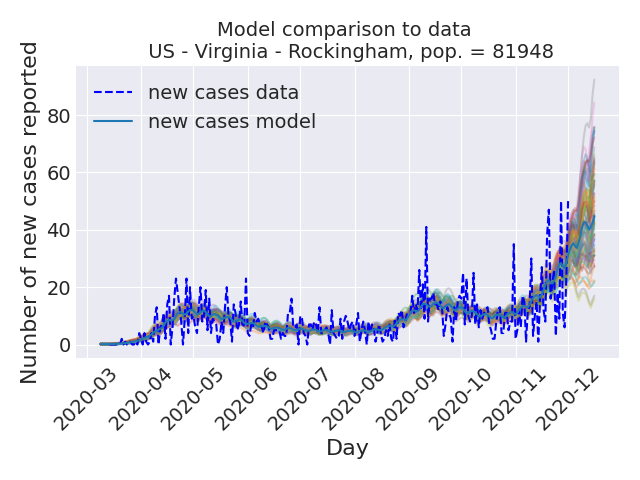 Model comparison to data
US - Virginia - Rockingham, pop. = 81948
Number of new cases reported
new cases data
new cases model
80
60
40
20
0
2020-03
2020-04
2020-05
2020-06
2020-07
2020-08
2020-09
2020-10
2020-11
2020-12
Day